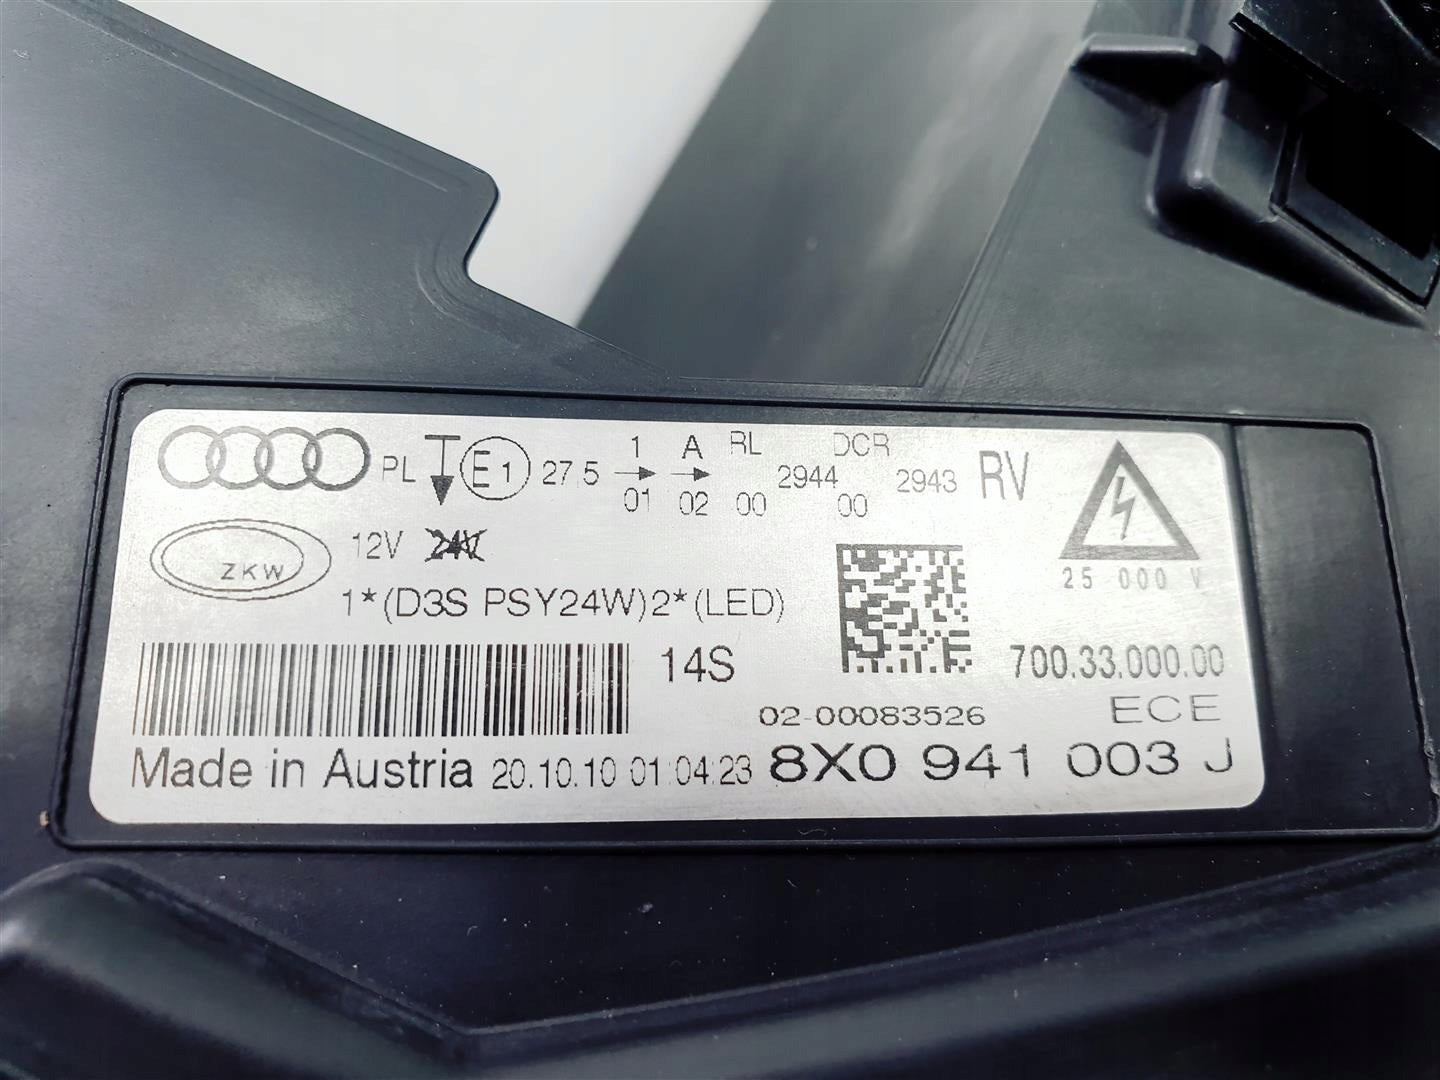 PL E1 27.5 1 A RL DCR
01 02 00 2944 00 2943 RV
ZKW 12V 24V
1*(D3S PSY24W)2*(LED)
25 000 V
14S 700.33.000.00
02-00083526 ECE
Made in Austria 20.10.10 01:04:23 8X0 941 003 J